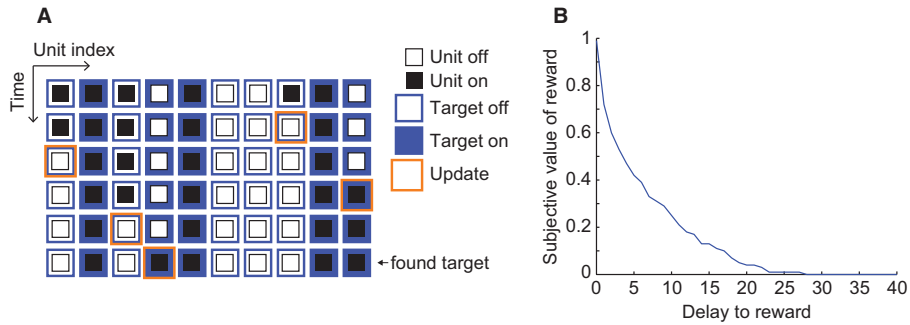 A
Unit index
Time
Unit off
Unit on
Target off
Target on
Update
found target
B
Subjective value of reward
1
0.8
0.6
0.4
0.2
0
0 5 10 15 20 25 30 35 40
Delay to reward